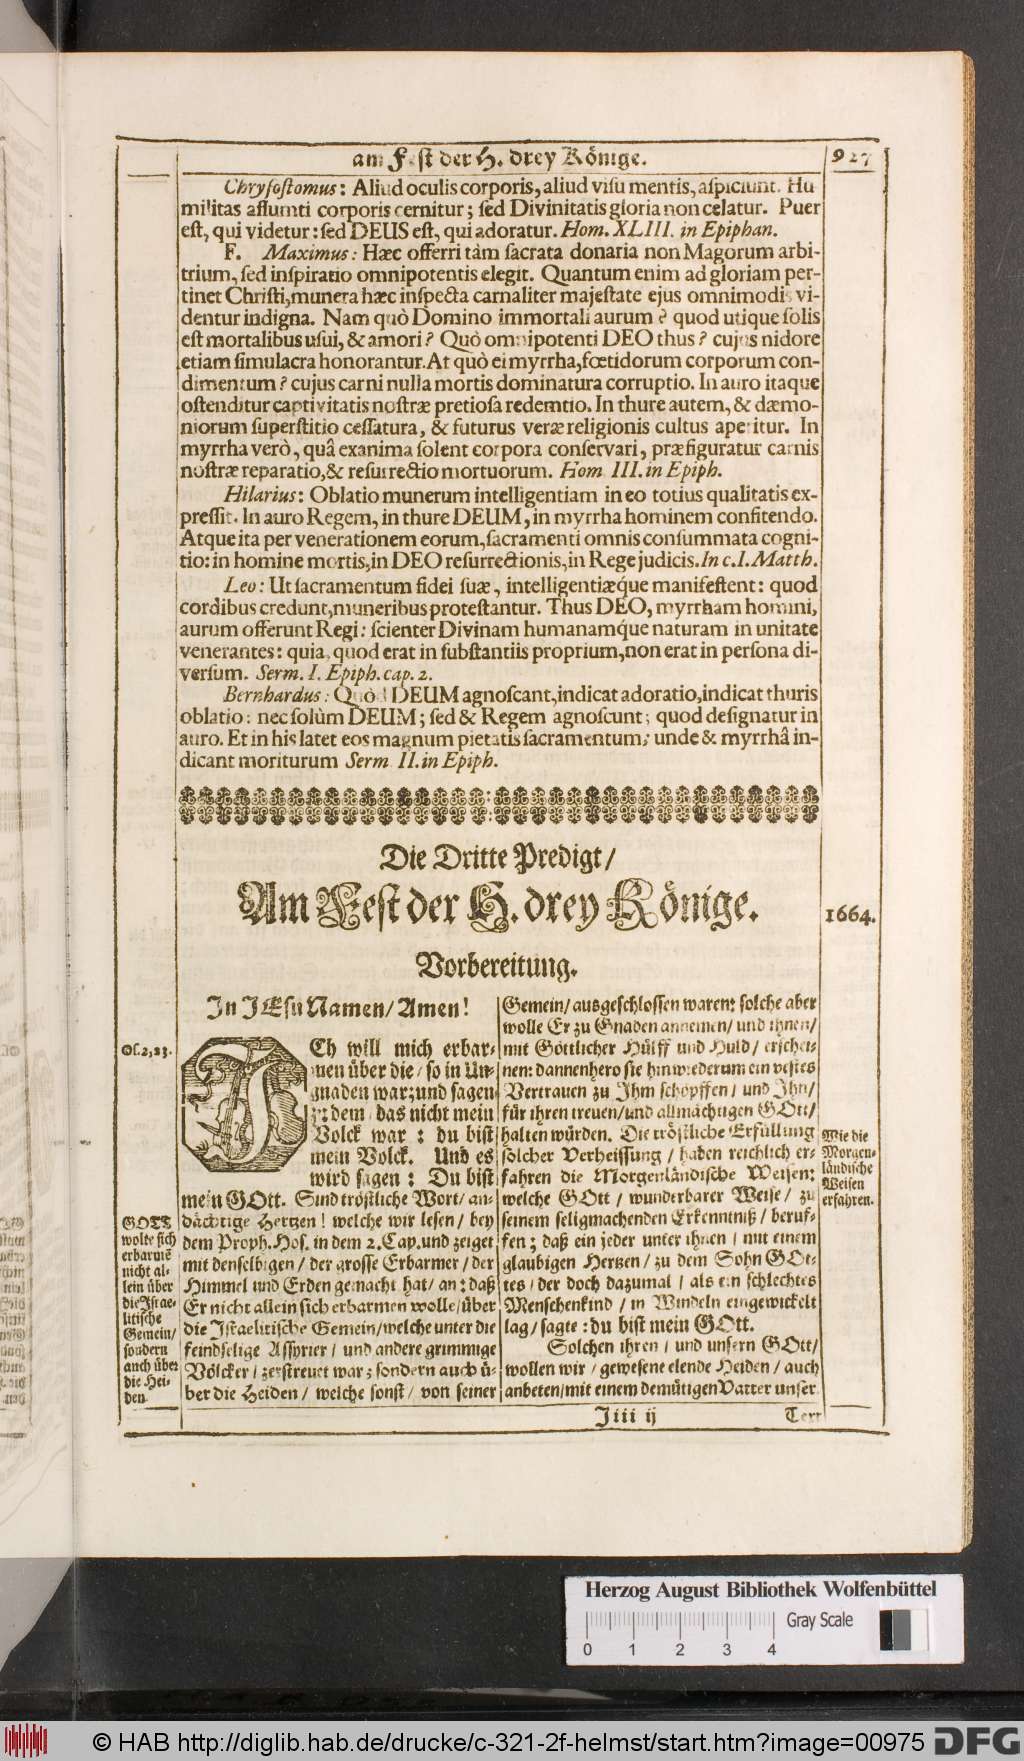 am Fest der H. drey Könige.
927
Chrysostomus: Aliud oculis corporis, aliud visu mentis, aspiciunt. Hu
militas assumti corporis cernitur; sed Divinitatis gloria non celatur. Puer
est, qui videtur: sed DEUS est, qui adoratur. Hom. XLIII. in Epiphan.
F. Maximus: Hæc offerri tàm sacrata donaria non Magorum arbi-
trium, sed inspiratio omnipotentis elegit. Quantum enim ad gloriam per-
tinet Christi, munera hæc inspecta carnaliter majestate ejus omnimodis vi-
dentur indigna. Nam quò Domino immortali aurum? quod utique solis
est mortalibus usui, & amori? Quò omnipotenti DEO thus? cujus nidore
etiam simulacra honorantur. At quò ei myrrha, fœtidorum corporum con-
dimentum? cujus carni nulla mortis dominatura corruptio. In auro itaque
ostenditur captivitatis nostræ pretiosa redemtio. In thure autem, & dæmo-
niorum superstitio cessatura, & futurus veræ religionis cultus aperitur. In
myrrha verò, quâ exanima solent corpora conservari, præfiguratur carnis
nostræ reparatio, & resurrectio mortuorum. Hom. III. in Epiph.
Hilarius: Oblatio munerum intelligentiam in eo totius qualitatis ex-
pressit. In auro Regem, in thure DEUM, in myrrha hominem confitendo.
Atque ita per venerationem eorum, sacramenti omnis consummata cogni-
tio: in homine mortis, in DEO resurrectionis, in Rege judicis. In c. I. Matth.
Leo: Ut sacramentum fidei suæ, intelligentiæq́ue manifestent: quod
cordibus credunt, muneribus protestantur. Thus DEO, myrrham homini,
aurum offerunt Regi: scienter Divinam humanamq́ue naturam in unitate
venerantes: quia, quod erat in substantiis proprium, non erat in persona di-
versum. Serm. I. Epiph. cap. 2.
Bernhardus: Quòd DEUM agnoscant, indicat adoratio, indicat thuris
oblatio: nec solùm DEUM; sed & Regem agnoscunt; quod designatur in
auro. Et in his latet eos magnum pietatis sacramentum; unde & myrrhâ in-
dicant moriturum Serm. II. in Epiph.
Die Dritte Predigt/
Am Fest der H. drey Könige.
1664.
Vorbereitung.
In JEsu Namen/ Amen!
Os. 2, 23.
ICh will mich erbar-
men über die/ so in Un-
gnaden war: und sagen
zu dem/ das nicht mein
Volck war: du bist
mein Volck. Und es
wird sagen: Du bist
mein GOtt. Sind tröstliche Wort/ an-
dächtige Hertzen! welche wir lesen/ bey
dem Proph. Hos. in dem 2. Cap. und zeiget
mit denselbigen/ der grosse Erbarmer/ der
Himmel und Erden gemacht hat/ an: daß
Er nicht allein sich erbarmen wolle/ über
die Israelitische Gemein/ welche unter die
feindselige Assyrier/ und andere grimmige
Völcker/ zerstreuet war: sondern auch ü-
ber die Heiden/ welche sonst/ von seiner
GOTT
wolte sich
erbarmē
nicht al-
lein über
die Israe-
litische
Gemein/
sondern
auch über
die Hei-
den.
Gemein/ ausgeschlossen waren: solche aber
wolle Er zu Gnaden annemen/ und ihnen/
mit Göttlicher Hülff und Huld/ erschei-
nen: dannenhero sie hinwiederum ein vestes
Vertrauen zu Ihm schöpffen/ und Ihn/
für ihren treuen/ und allmächtigen GOtt/
halten würden. Die tröstliche Erfüllung
solcher Verheissung/ haben reichlich er-
fahren die Morgenländische Weisen:
welche GOtt/ wunderbarer Weise/ zu
seinem seligmachenden Erkenntniß/ beruf-
fen; daß ein jeder unter ihnen/ mit einem
glaubigen Hertzen/ zu dem Sohn GOt-
tes/ der doch dazumal/ als ein schlechtes
Menschenkind/ in Windeln eingewickelt
lag/ sagte: du bist mein GOtt.
Solchen ihren/ und unsern GOtt/
wollen wir/ gewesene elende Heiden/ auch
anbeten/ mit einem demütigen Vatter unser.
Wie die
Morgen-
ländische
Weisen
erfahren.
Jiii ij
Text
Herzog August Bibliothek Wolfenbüttel
Gray Scale
0 1 2 3 4
© HAB http://diglib.hab.de/drucke/c-321-2f-helmst/start.htm?image=00975
DFG